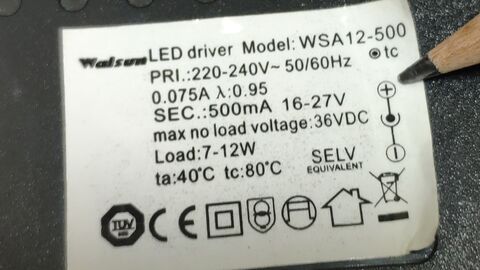 Walsun LED driver Model: WSA12-500
PRI.:220-240V~ 50/60Hz
tc
0.075A λ:0.95
SEC.:500mA 16-27V
max no load voltage:36VDC
Load:7-12W
ta:40°C tc:80°C
SELV
EQUIVALENT
TUV
CE